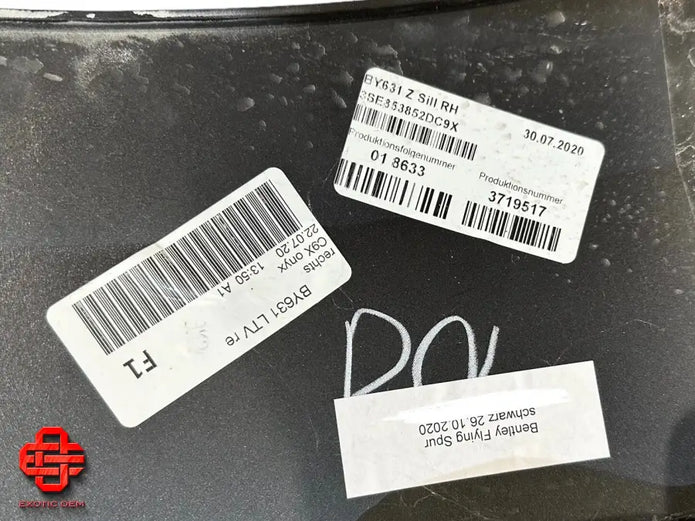 BY631 Z Sill RH
3SE853852DC9X
30.07.2020
Produktionsfolgenummer
01 8633
Produktionsnummer
3719517
rechts
C9X onyx
22.07.20 13:50 A1
BY631 LTV re
F1
Bentley Flying Spur
schwarz 26.10.2020
EXOTIC OEM